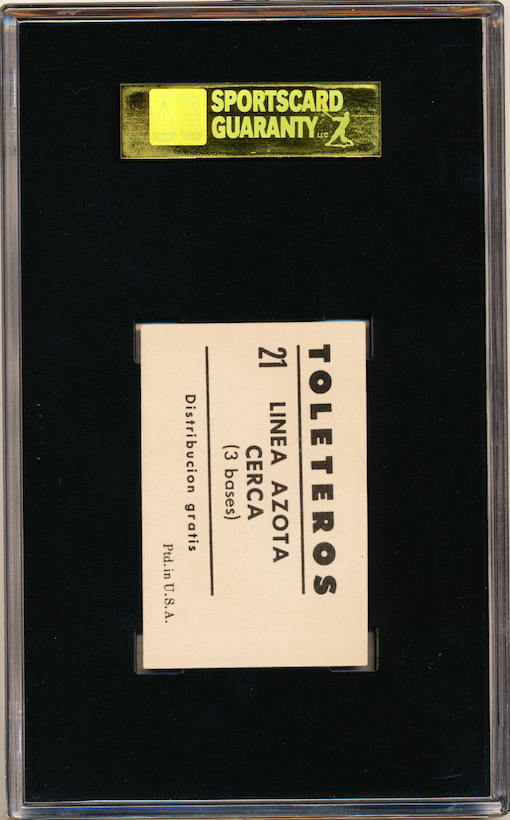 SPORTSCARD
GUARANTY LLC
TOLETEROS
21 LINEA AZOTA
CERCA
(3 bases)
Distribucion gratis
Ptd. in U.S.A.